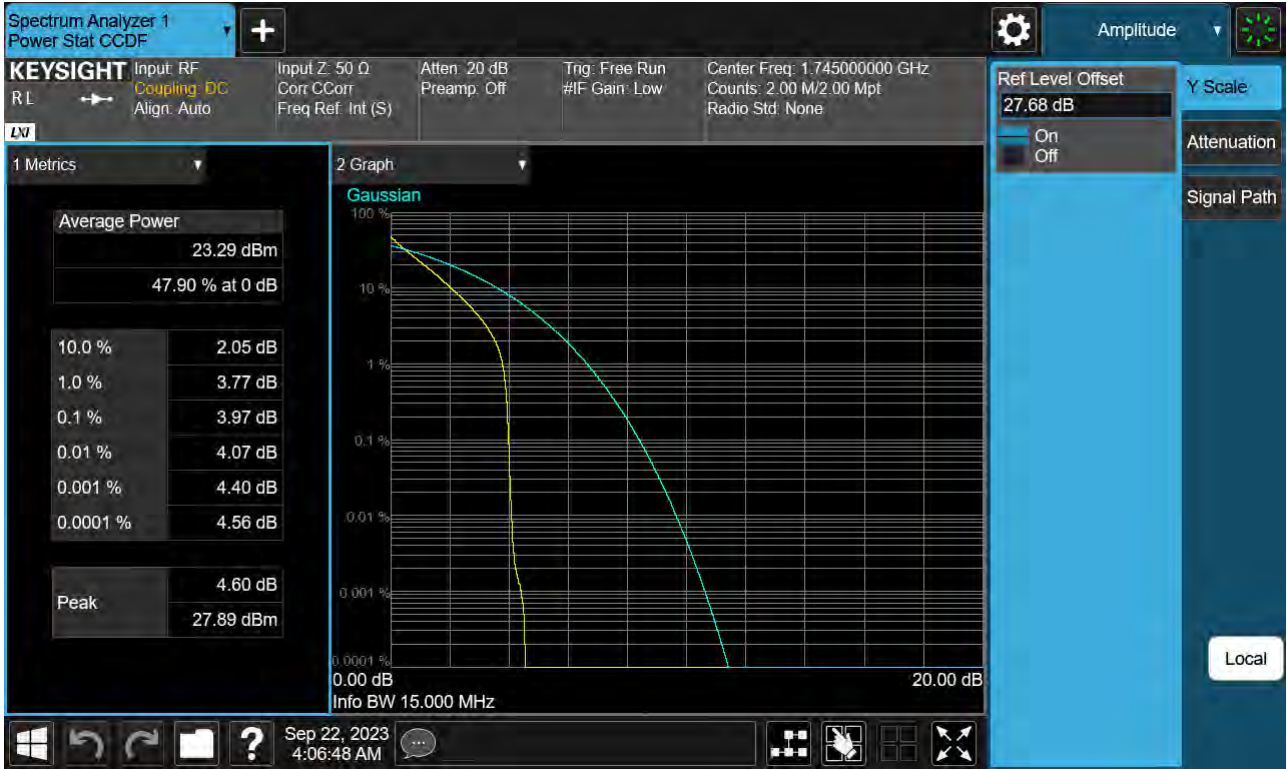 Spectrum Analyzer 1
Power Stat CCDF
+
Amplitude
KEYSIGHT
R L
LXI
Input: RF
Coupling: DC
Align: Auto
Input Z: 50 Ω
Corr CCorr
Freq Ref: Int (S)
Atten: 20 dB
Preamp: Off
Trig: Free Run
#IF Gain: Low
Center Freq: 1.745000000 GHz
Counts: 2.00 M/2.00 Mpt
Radio Std: None
Ref Level Offset
27.68 dB
On
Off
Y Scale
Attenuation
Signal Path
Local
1 Metrics
Average Power
23.29 dBm
47.90 % at 0 dB
10.0 % 2.05 dB
1.0 % 3.77 dB
0.1 % 3.97 dB
0.01 % 4.07 dB
0.001 % 4.40 dB
0.0001 % 4.56 dB
Peak
4.60 dB
27.89 dBm
2 Graph
Gaussian
100 %
10 %
1 %
0.1 %
0.01 %
0.001 %
0.0001 %
0.00 dB 20.00 dB
Info BW 15.000 MHz
?
Sep 22, 2023
4:06:48 AM